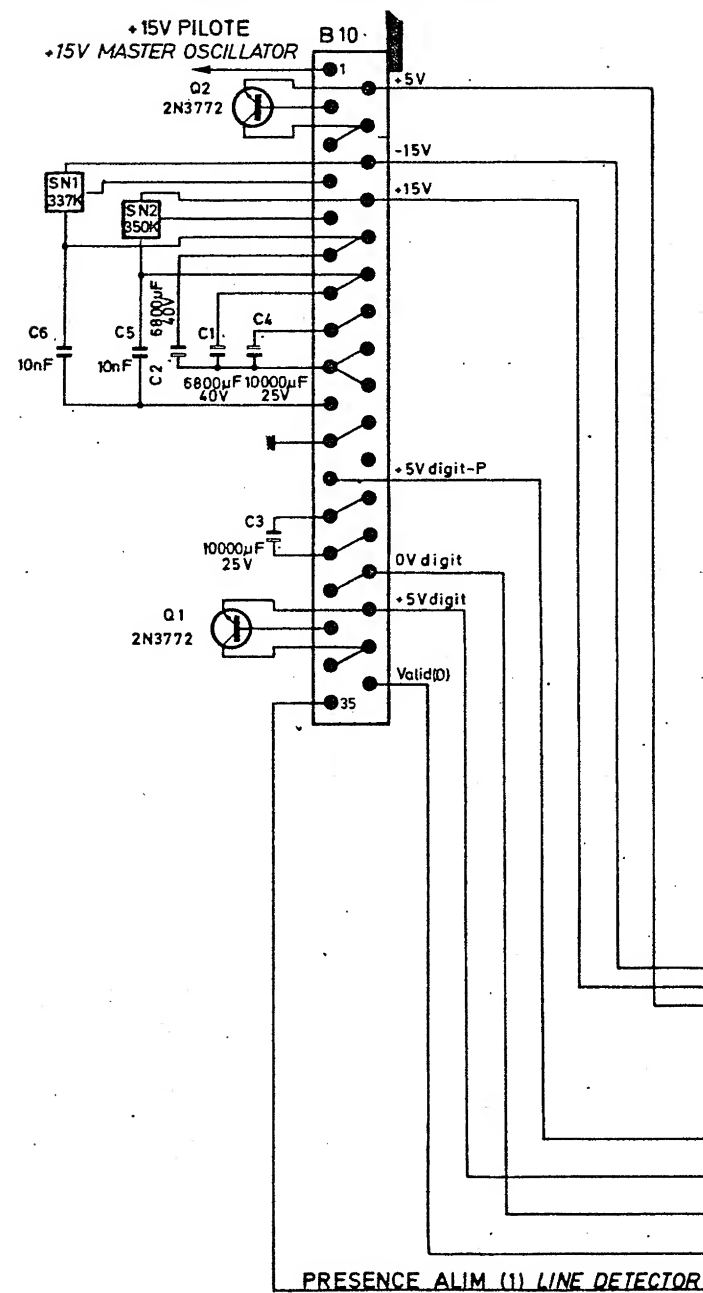 +15V PILOTE
+15V MASTER OSCILLATOR
B10
1
Q2
2N3772
+5V
-15V
+15V
SN1
337K
SN2
350K
C6
10nF
C5
10nF
C2
6800µF
40V
C1
6800µF
40V
C4
10000µF
25V
+5V digit-P
C3
10000µF
25V
0V digit
+5V digit
Q1
2N3772
Valid(0)
35
PRESENCE ALIM (1) LINE DETECTOR